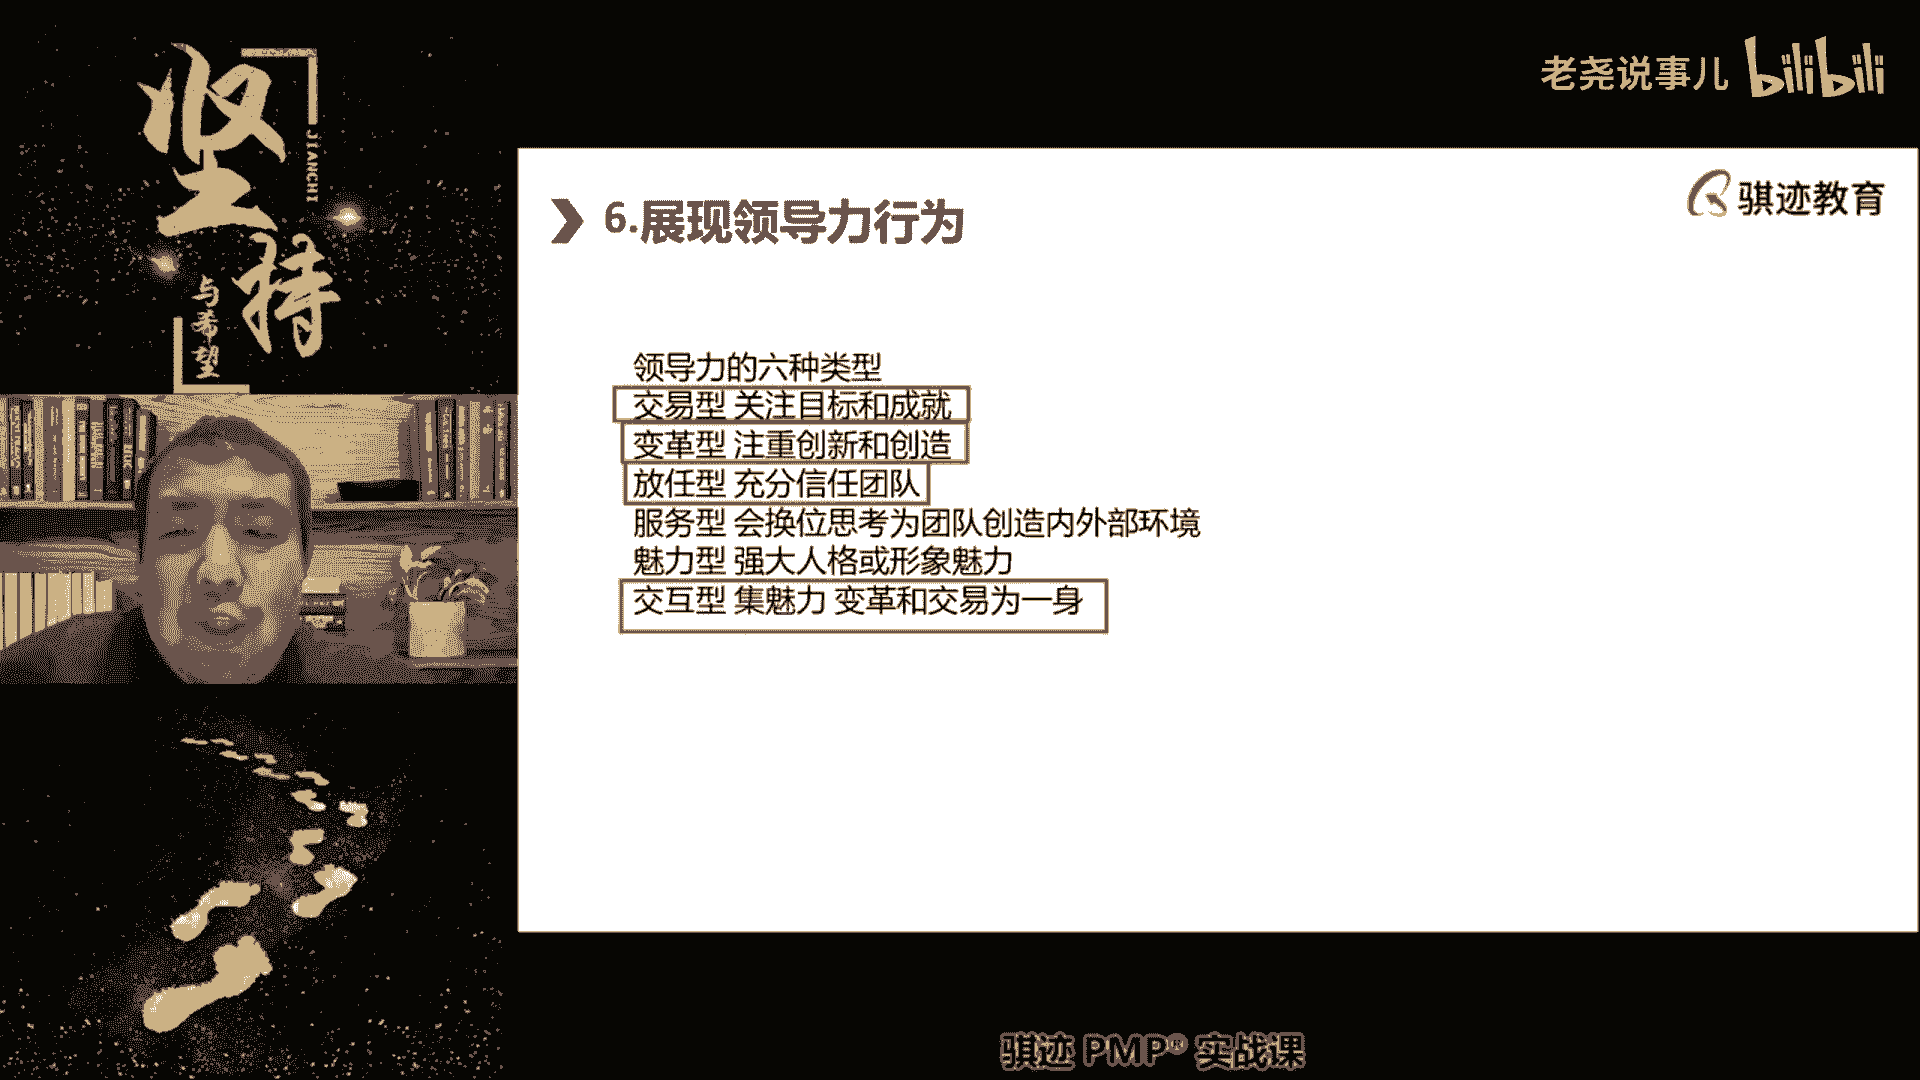 坚持
JIANCHI
与希望
老尧说事儿 bilibili
骐迹教育
6.展现领导力行为
领导力的六种类型
交易型 关注目标和成就
变革型 注重创新和创造
放任型 充分信任团队
服务型 会换位思考为团队创造内外部环境
魅力型 强大人格或形象魅力
交互型 集魅力 变革和交易为一身
骐迹 PMP® 实战课